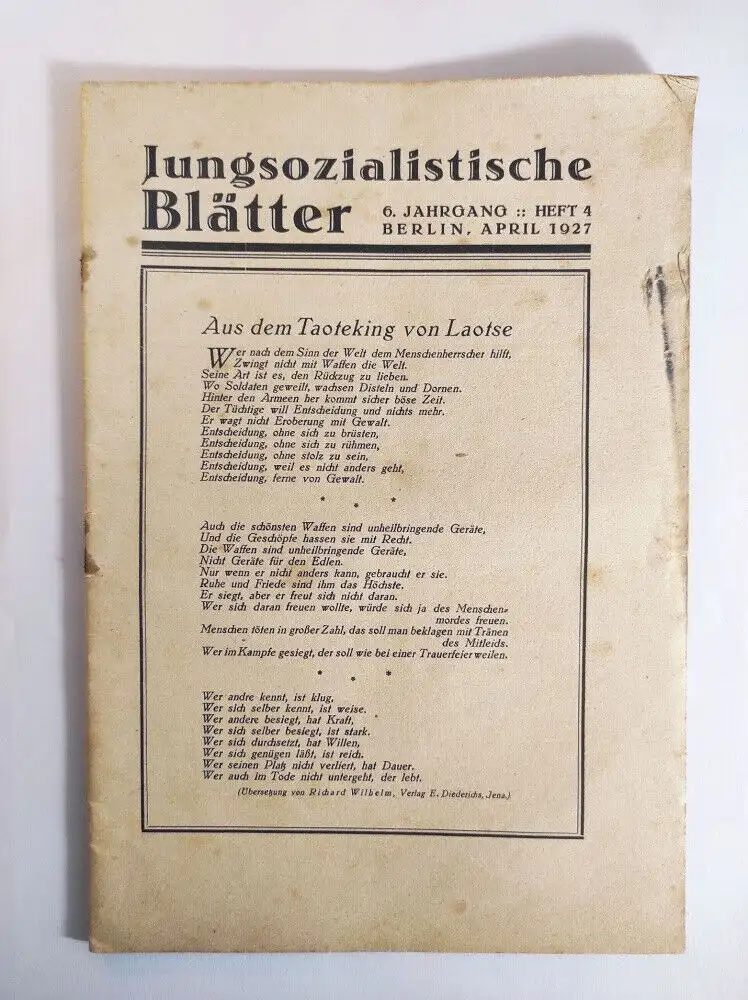 Jungsozialistische
Blätter
6. JAHRGANG :: HEFT 4
BERLIN, APRIL 1927
Aus dem Taoteking von Laotse
Wer nach dem Sinn der Welt dem Menschenherrscher hilft,
Zwingt nicht mit Waffen die Welt.
Seine Art ist es, den Rückzug zu lieben.
Wo Soldaten geweilt, wachsen Disteln und Dornen.
Hinter den Armeen her kommt sicher böse Zeit.
Der Tüchtige will Entscheidung und nichts mehr.
Er wagt nicht Eroberung mit Gewalt.
Entscheidung, ohne sich zu brüsten,
Entscheidung, ohne sich zu rühmen,
Entscheidung, ohne stolz zu sein,
Entscheidung, weil es nicht anders geht,
Entscheidung, ferne von Gewalt.
* * *
Auch die schönsten Waffen sind unheilbringende Geräte,
Und die Geschöpfe hassen sie mit Recht.
Die Waffen sind unheilbringende Geräte,
Nicht Geräte für den Edlen.
Nur wenn er nicht anders kann, gebraucht er sie.
Ruhe und Friede sind ihm das Höchste.
Er siegt, aber er freut sich nicht daran.
Wer sich daran freuen wollte, würde sich ja des Menschen-
mordes freuen.
Menschen töten in großer Zahl, das soll man beklagen mit Tränen
des Mitleids.
Wer im Kampfe gesiegt, der soll wie bei einer Trauerfeier weilen.
* * *
Wer andre kennt, ist klug,
Wer sich selber kennt, ist weise.
Wer andere besiegt, hat Kraft,
Wer sich selber besiegt, ist stark.
Wer sich durchsetzt, hat Willen,
Wer sich genügen läßt, ist reich.
Wer seinen Platz nicht verliert, hat Dauer.
Wer auch im Tode nicht untergeht, der lebt.
(Übersetzung von Richard Wilhelm, Verlag E. Diederichs, Jena.)